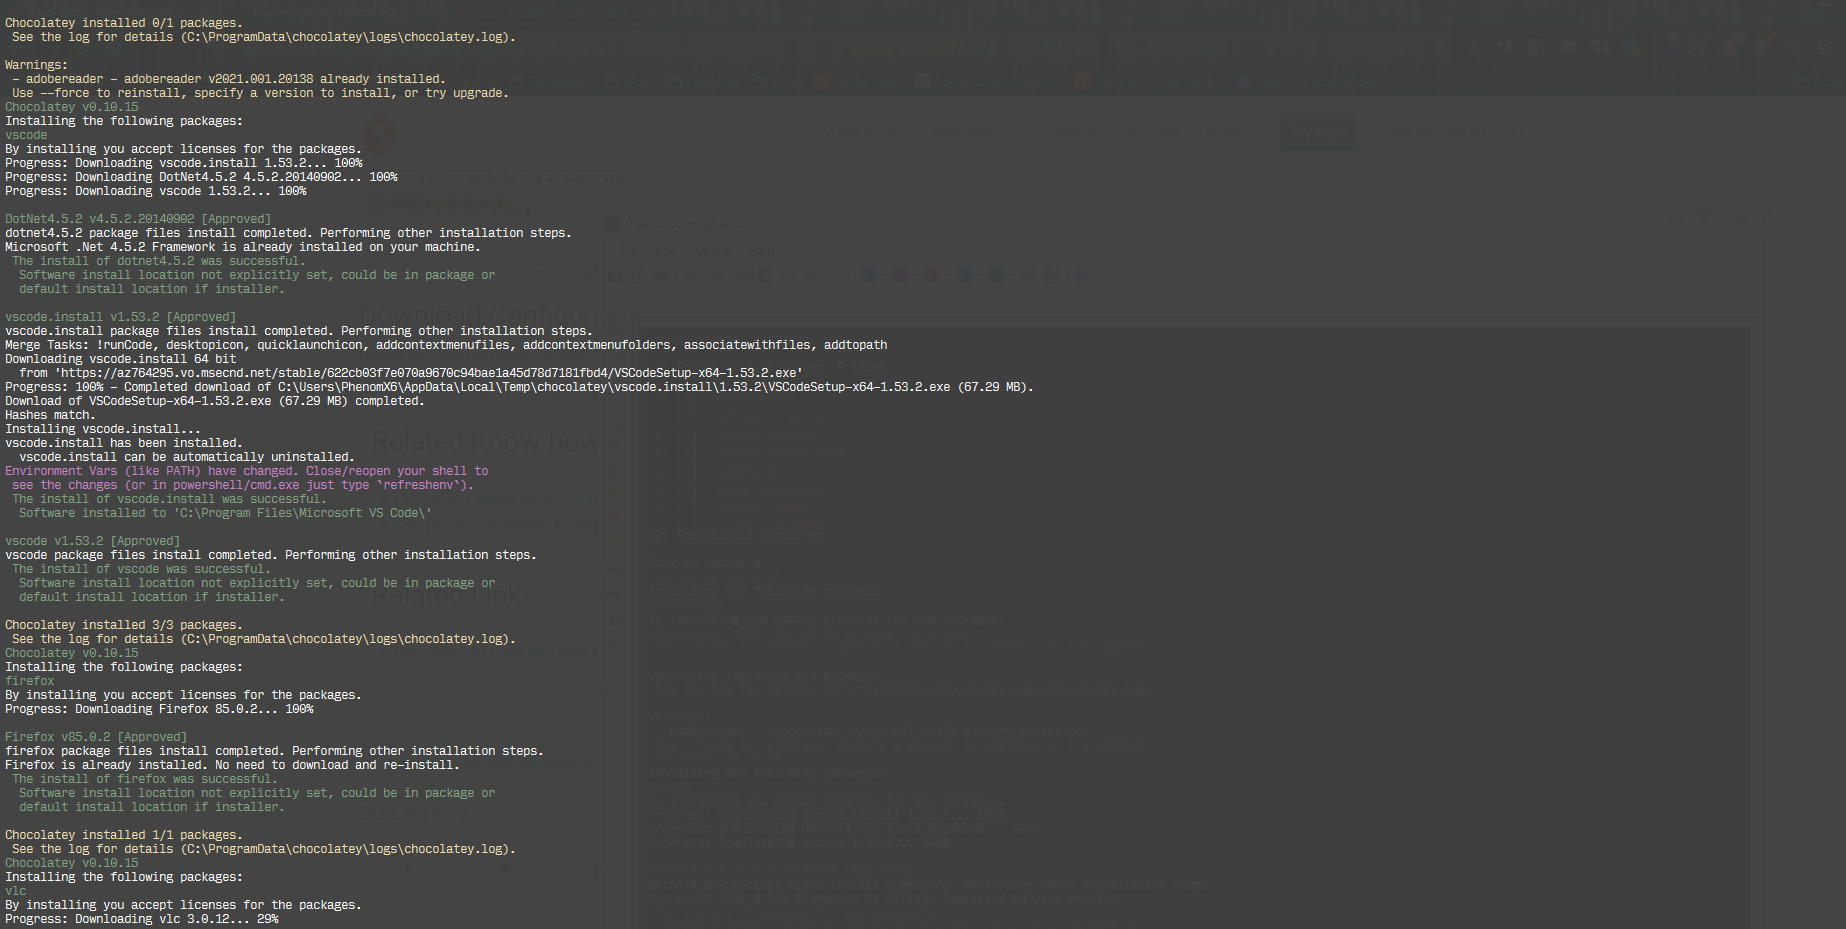 Chocolatey installed 0/1 packages.
See the log for details (C:\ProgramData\chocolatey\logs\chocolatey.log).
Warnings:
- adobereader - adobereader v2021.001.20138 already installed.
Use --force to reinstall, specify a version to install, or try upgrade.
Chocolatey v0.10.15
Installing the following packages:
vscode
By installing you accept licenses for the packages.
Progress: Downloading vscode.install 1.53.2... 100%
Progress: Downloading DotNet4.5.2 4.5.2.20140902... 100%
Progress: Downloading vscode 1.53.2... 100%
DotNet4.5.2 v4.5.2.20140902 [Approved]
dotnet4.5.2 package files install completed. Performing other installation steps.
Microsoft .Net 4.5.2 Framework is already installed on your machine.
The install of dotnet4.5.2 was successful.
Software install location not explicitly set, could be in package or
default install location if installer.
vscode.install v1.53.2 [Approved]
vscode.install package files install completed. Performing other installation steps.
Merge Tasks: !runCode, desktopicon, quicklaunchicon, addcontextmenufiles, addcontextmenufolders, associatewithfiles, addtopath
Downloading vscode.install 64 bit
from 'https://az764295.vo.msecnd.net/stable/622cb03f7e070a9670c94bae1a45d78d7181fbd4/VSCodeSetup-x64-1.53.2.exe'
Progress: 100% - Completed download of C:\Users\PhenomX6\AppData\Local\Temp\chocolatey\vscode.install\1.53.2\VSCodeSetup-x64-1.53.2.exe (67.29 MB).
Download of VSCodeSetup-x64-1.53.2.exe (67.29 MB) completed.
Hashes match.
Installing vscode.install...
vscode.install has been installed.
vscode.install can be automatically uninstalled.
Environment Vars (like PATH) have changed. Close/reopen your shell to
see the changes (or in powershell/cmd.exe just type `refreshenv`).
The install of vscode.install was successful.
Software installed to 'C:\Program Files\Microsoft VS Code\'
vscode v1.53.2 [Approved]
vscode package files install completed. Performing other installation steps.
The install of vscode was successful.
Software install location not explicitly set, could be in package or
default install location if installer.
Chocolatey installed 3/3 packages.
See the log for details (C:\ProgramData\chocolatey\logs\chocolatey.log).
Chocolatey v0.10.15
Installing the following packages:
firefox
By installing you accept licenses for the packages.
Progress: Downloading Firefox 85.0.2... 100%
Firefox v85.0.2 [Approved]
firefox package files install completed. Performing other installation steps.
Firefox is already installed. No need to download and re-install.
The install of firefox was successful.
Software install location not explicitly set, could be in package or
default install location if installer.
Chocolatey installed 1/1 packages.
See the log for details (C:\ProgramData\chocolatey\logs\chocolatey.log).
Chocolatey v0.10.15
Installing the following packages:
vlc
By installing you accept licenses for the packages.
Progress: Downloading vlc 3.0.12... 29%
File Edit Object Help
Related Know-how
Related Links
Share this entry